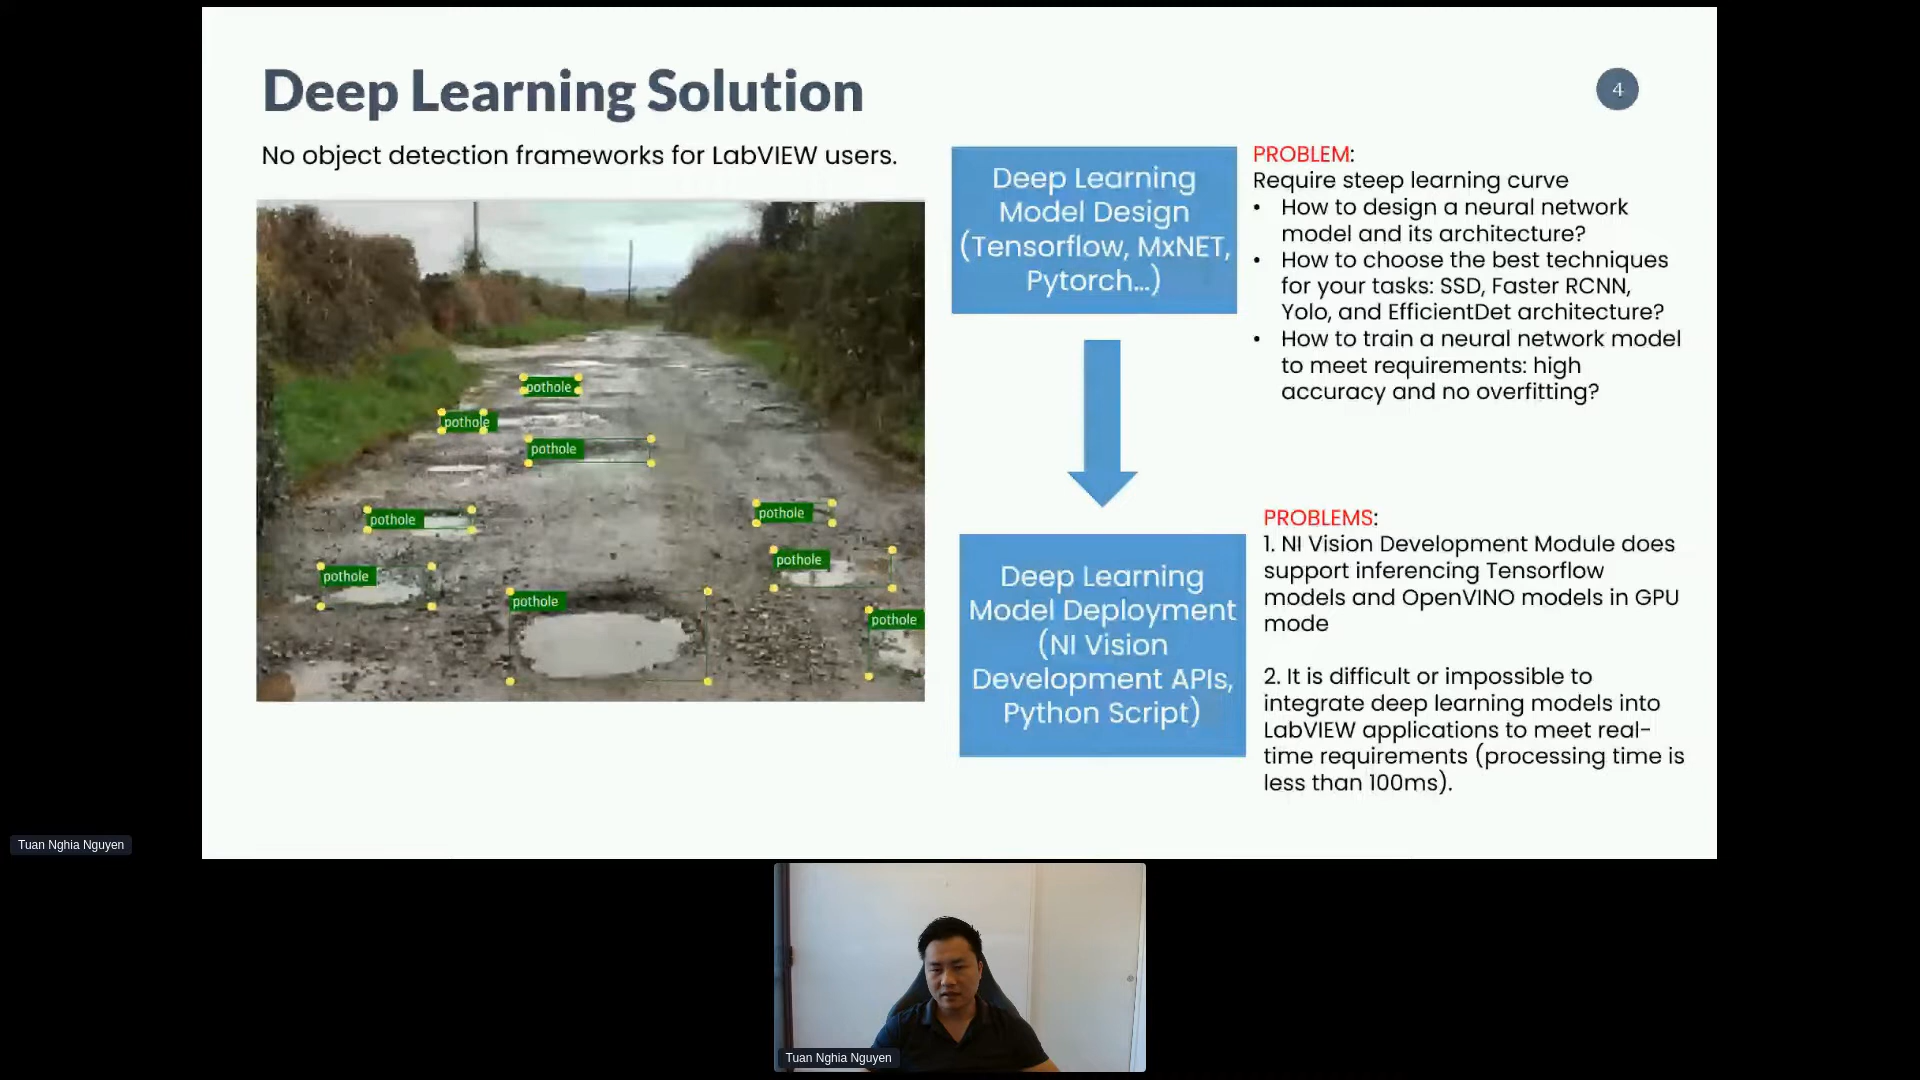 Deep Learning Solution
4
No object detection frameworks for LabVIEW users.
pothole
pothole
pothole
pothole
pothole
pothole
pothole
pothole
pothole
Deep Learning
Model Design
(Tensorflow, MxNET,
Pytorch...)
PROBLEM:
Require steep learning curve
• How to design a neural network
model and its architecture?
• How to choose the best techniques
for your tasks: SSD, Faster RCNN,
Yolo, and EfficientDet architecture?
• How to train a neural network model
to meet requirements: high
accuracy and no overfitting?
Deep Learning
Model Deployment
(NI Vision
Development APIs,
Python Script)
PROBLEMS:
1. NI Vision Development Module does
support inferencing Tensorflow
models and OpenVINO models in GPU
mode
2. It is difficult or impossible to
integrate deep learning models into
LabVIEW applications to meet real-
time requirements (processing time is
less than 100ms).
Tuan Nghia Nguyen
Tuan Nghia Nguyen